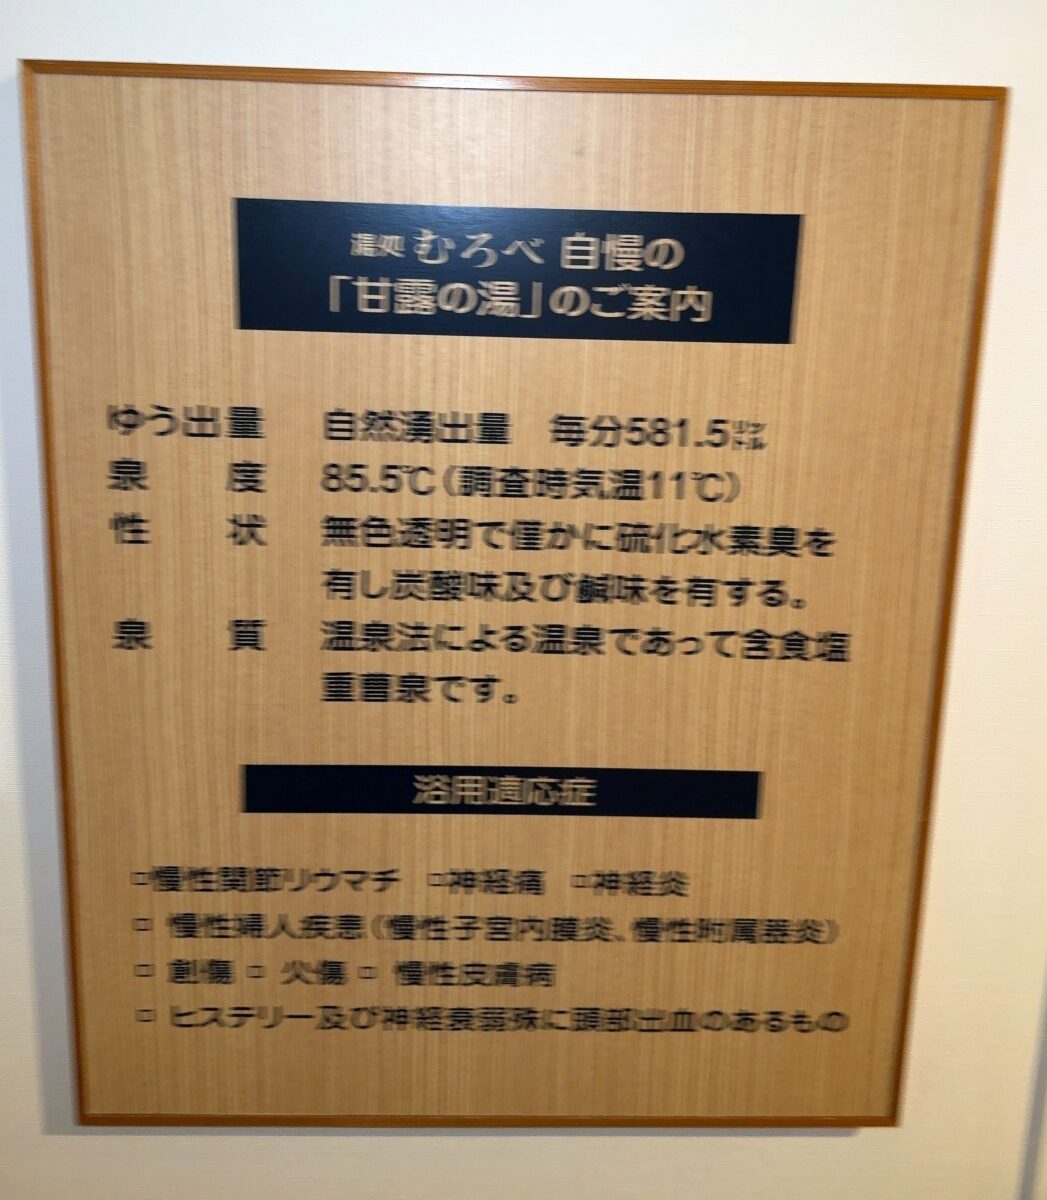 湯処 むろべ 自慢の
「甘露の湯」のご案内
ゆう出量 自然湧出量 毎分581.5リットル
泉度 85.5℃（調査時気温11℃）
性状 無色透明で僅かに硫化水素臭を
有し炭酸味及び鹹味を有する。
泉質 温泉法による温泉であって含食塩
重曹泉です。
浴用適応症
□慢性関節リウマチ □神経痛 □神経炎
□ 慢性婦人疾患（慢性子宮内膜炎、慢性附属器炎）
□ 創傷 □ 火傷 □ 慢性皮膚病
□ ヒステリー及び神経衰弱殊に頭部出血のあるもの